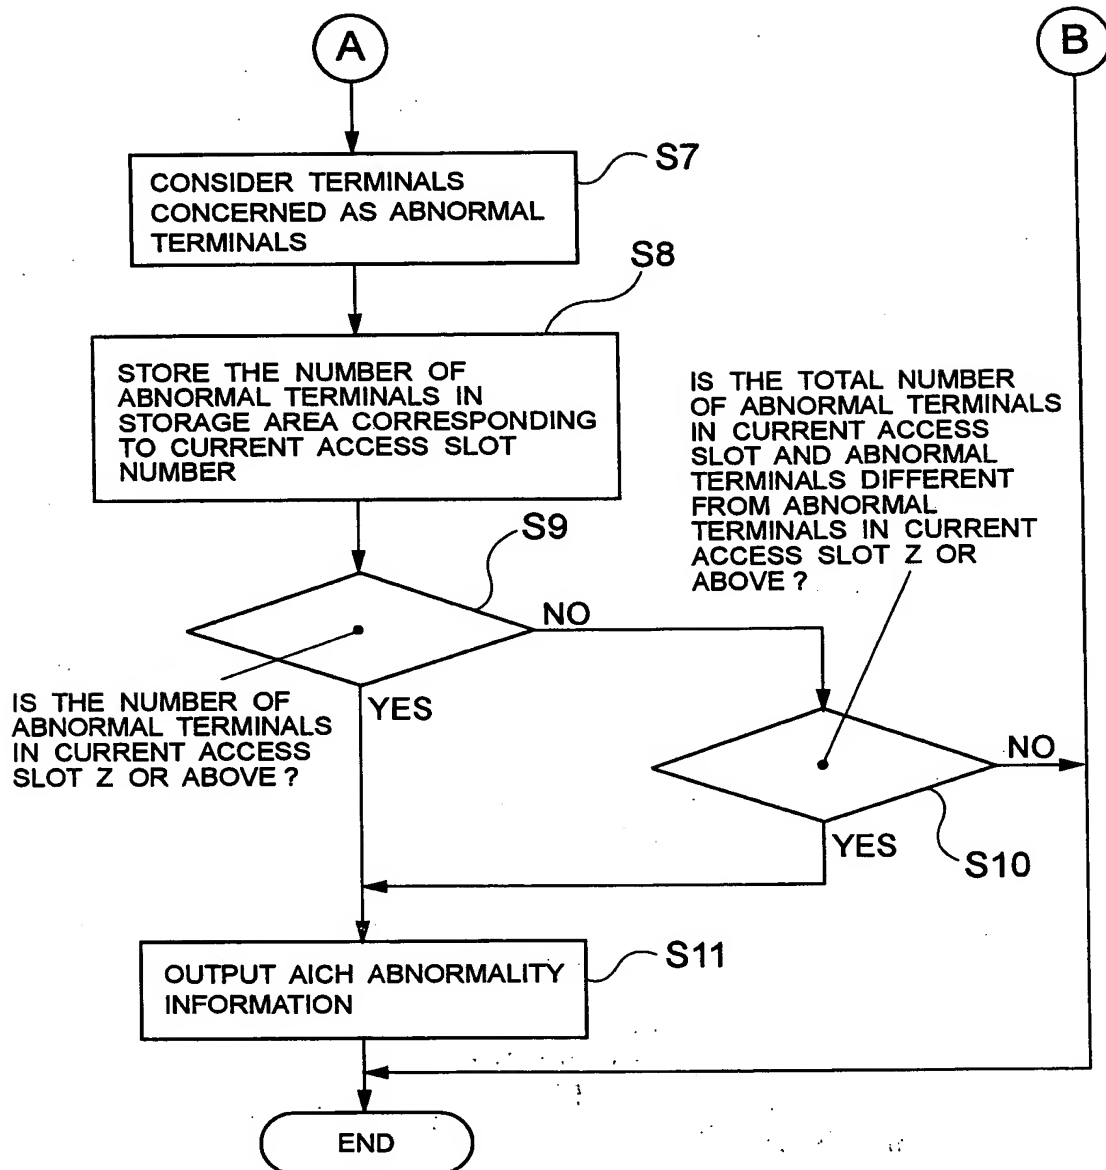 A
B
S7
CONSIDER TERMINALS
CONCERNED AS ABNORMAL
TERMINALS
S8
STORE THE NUMBER OF
ABNORMAL TERMINALS IN
STORAGE AREA CORRESPONDING
TO CURRENT ACCESS SLOT
NUMBER
IS THE TOTAL NUMBER
OF ABNORMAL TERMINALS
IN CURRENT ACCESS
SLOT AND ABNORMAL
TERMINALS DIFFERENT
FROM ABNORMAL
TERMINALS IN CURRENT
ACCESS SLOT Z OR
ABOVE ?
S9
NO
IS THE NUMBER OF
ABNORMAL TERMINALS
IN CURRENT ACCESS
SLOT Z OR ABOVE ?
YES
NO
YES
S10
S11
OUTPUT AICH ABNORMALITY
INFORMATION
END